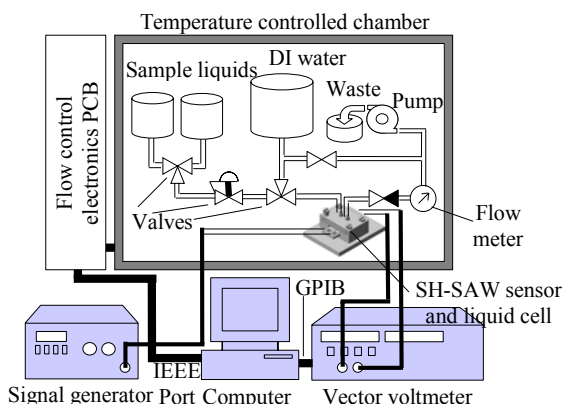 Temperature controlled chamber
DI water
Sample liquids
Waste
Pump
Flow control
electronics PCB
Valves
Flow
meter
GPIB
SH-SAW sensor
and liquid cell
IEEE
Signal generator Port Computer Vector voltmeter